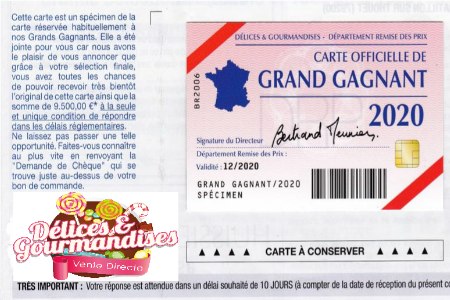 Cette carte est un spécimen de la
carte réservée habituellement à
nos Grands Gagnants. Elle a été
jointe pour vous car nous avons
le plaisir de vous annoncer que
grâce à votre sélection finale,
vous avez toutes les chances
de pouvoir recevoir très bientôt
l'original de cette carte ainsi que la
somme de 9.500,00 €* à la seule
et unique condition de répondre
dans les délais réglementaires.
Ne laissez pas passer une telle
opportunité. Faites-vous connaître
au plus vite en renvoyant la
"Demande de Chèque" qui se
trouve juste au-dessus de votre
bon de commande.
Délices &
Gourmandises
Vente Directe
DÉLICES & GOURMANDISES - DÉPARTEMENT REMISE DES PRIX
CARTE OFFICIELLE DE
GRAND GAGNANT
2020
BR2006
Signature du Directeur
Bertrand Meunier
Département Remise des Prix :
Validité : 12/2020
GRAND GAGNANT/2020
SPÉCIMEN
CARTE À CONSERVER
TRÈS IMPORTANT : Votre réponse est attendue dans un délai souhaité de 10 JOURS (à compter de la date de réception du présent